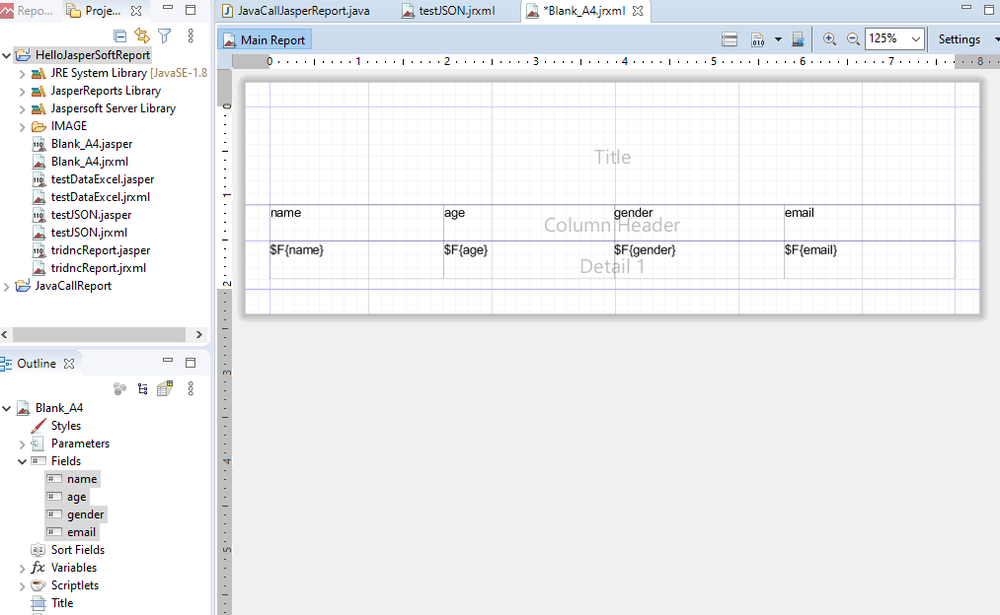 Repo... Proje...
HelloJasperSoftReport
JRE System Library [JavaSE-1.8
JasperReports Library
Jaspersoft Server Library
IMAGE
Blank_A4.jasper
Blank_A4.jrxml
testDataExcel.jasper
testDataExcel.jrxml
testJSON.jasper
testJSON.jrxml
tridncReport.jasper
tridncReport.jrxml
JavaCallReport
Outline
Blank_A4
Styles
Parameters
Fields
name
age
gender
email
Sort Fields
Variables
Scriptlets
Title
JavaCallJasperReport.java testJSON.jrxml *Blank_A4.jrxml
Main Report 125% Settings
0 1 2 3 4 5 6 7 8
0
1
2
3
4
5
Title
name age gender email
Column Header
$F{name} $F{age} $F{gender} $F{email}
Detail 1